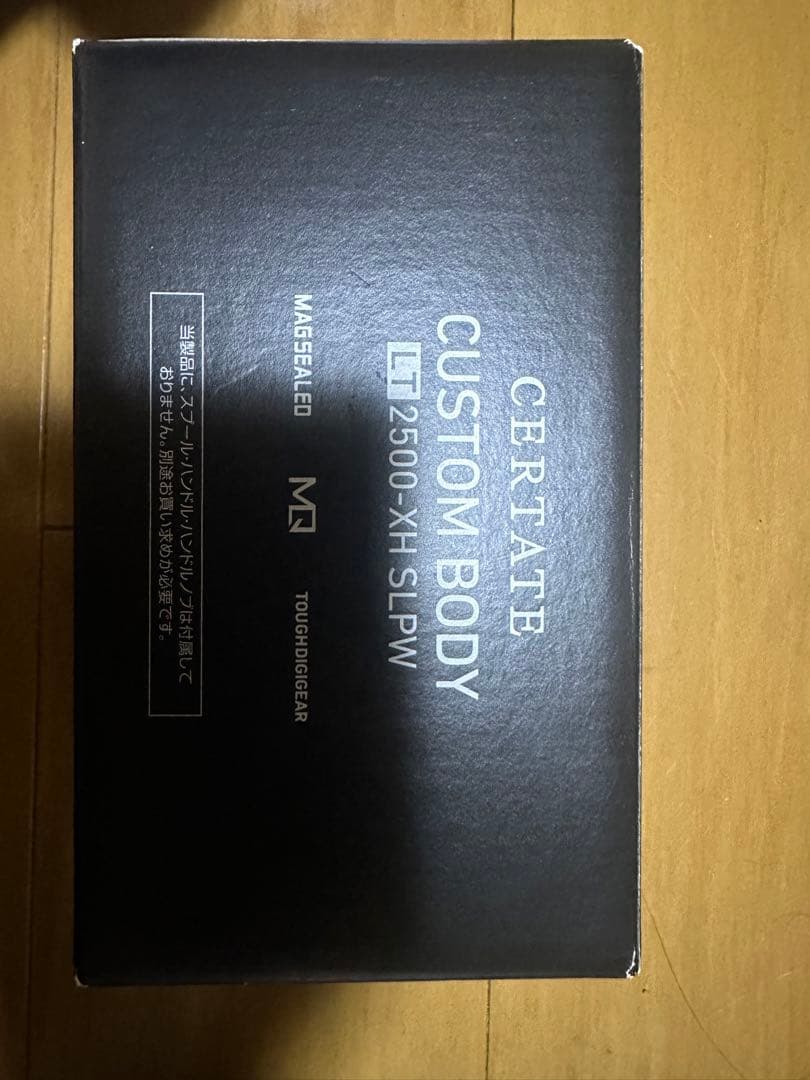 CERTATE
CUSTOM BODY
LT 2500-XH SLPW
MAGSEALED MQ TOUGHDIGIGEAR
当製品に、スプール・ハンドル・ハンドルノブは付属して
おりません。別途お買い求めが必要です。